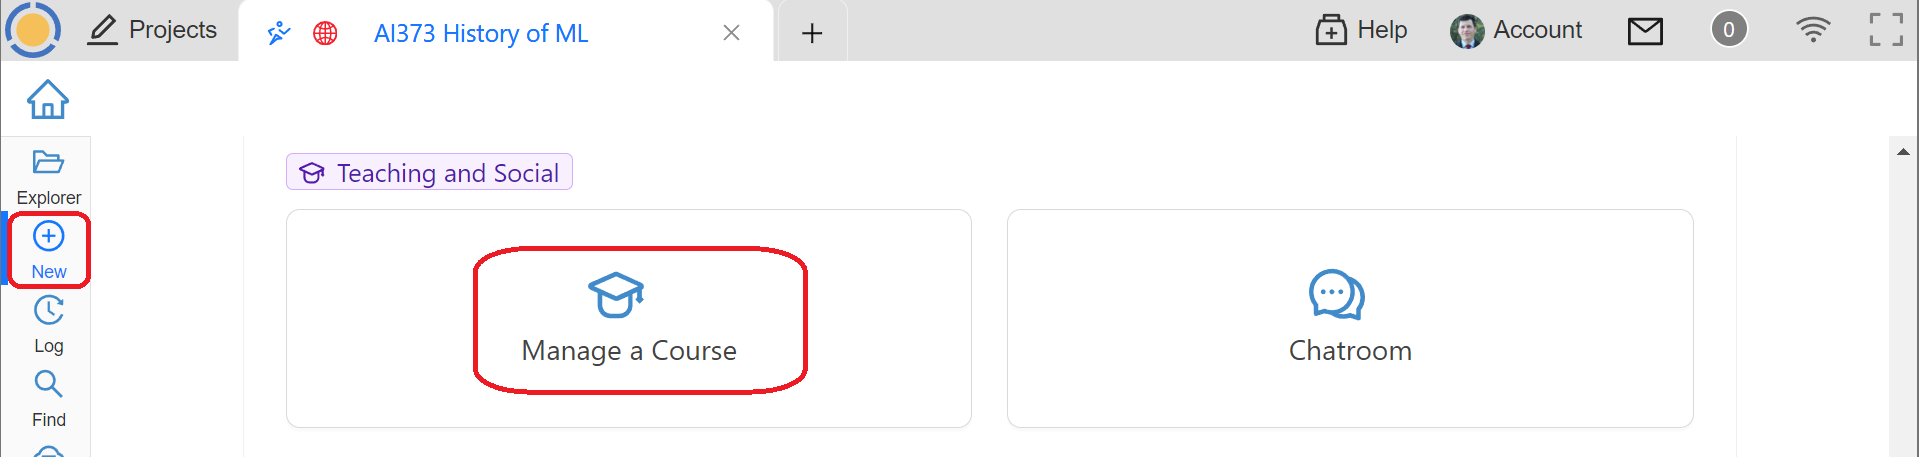 Projects
AI373 History of ML
Help
Account
0
Teaching and Social
Explorer
New
Log
Find
Manage a Course
Chatroom